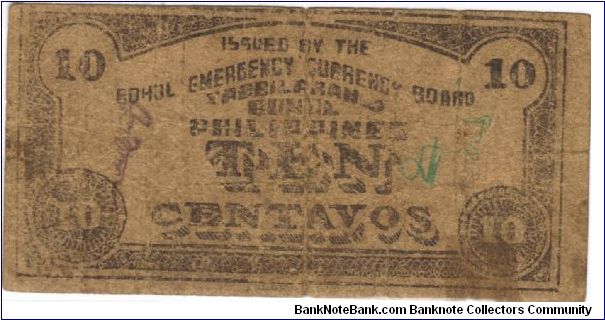 ISSUED BY THE
10 10
BOHOL EMERGENCY CURRENCY BOARD
TAGBILARAN
BOHOL
PHILIPPINES
TEN
10 CENTAVOS 10
BankNoteBank.com Banknote Collectors Community